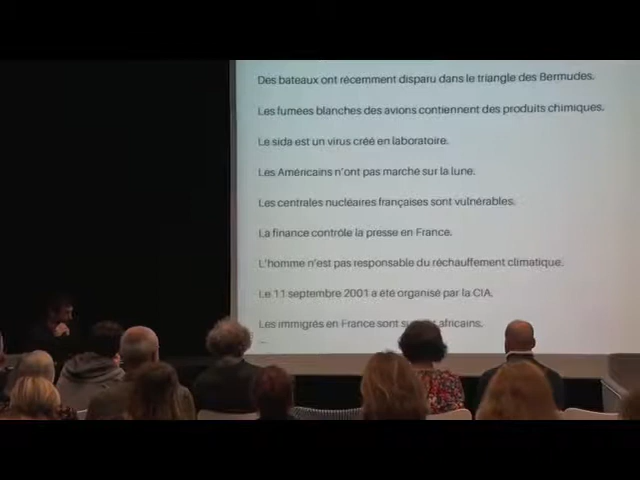 Des bateaux ont récemment disparu dans le triangle des Bermudes.
Les fumées blanches des avions contiennent des produits chimiques.
Le sida est un virus créé en laboratoire.
Les Américains n'ont pas marché sur la lune.
Les centrales nucléaires françaises sont vulnérables.
La finance contrôle la presse en France.
L'homme n'est pas responsable du réchauffement climatique.
Le 11 septembre 2001 a été organisé par la CIA.
Les immigrés en France sont africains.
...